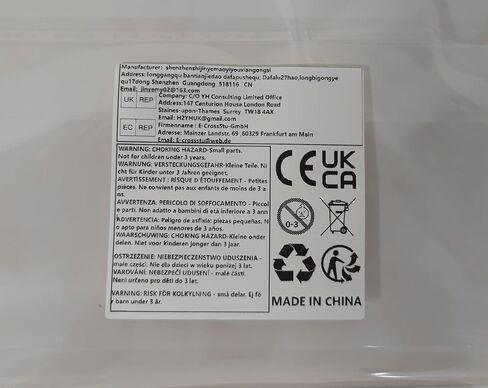 Manufacturer: shenzhenshijinyemaoyiyouxiangongsi
Address: longgangqu bantianjiedao dafapushequ, Dafalu27hao,longbigongye
qu17dong Shenzhen Guangdong 518116 CN
Email: jinyemy02@163.com
UK REP
Company: C/O YH Consulting Limited Office
Address:147 Centurion House London Road
Staines-upon-Thames Surrey TW18 4AX
Email: H2YHUK@gmail.com
EC REP
Firmenname: E-CrossStu-GmbH
Adresse: Mainzer Landstr. 69,60329 Frankfurt am Main
Email: E-crossstu@web.de
WARNING: CHOKING HAZARD-Small parts.
Not for children under 3 years.
WARNUNG: VERSTECKUNGSGEFAHR-Kleine Teile. Ni
cht für Kinder unter 3 Jahren geeignet.
AVERTISSEMENT : RISQUE D'ÉTOUFFEMENT - Petites
pièces. Ne convient pas aux enfants de moins de 3 a
ns.
AVVERTENZA: PERICOLO DI SOFFOCAMENTO - Piccol
e parti. Non adatto a bambini di età inferiore a 3 ann
ADVERTENCIA: Peligro de asfixia: piezas pequeñas. N
o apto para niños menores de 3 años.
WAARSCHUWING: CHOKING HAZARD-Kleine onder
delen. Niet voor kinderen jonger dan 3 jaar.
OSTRZEŻENIE: NIEBEZPIECZEŃSTWO UDUSZENIA -
małe części. Nie dla dzieci w wieku poniżej 3 lat.
VAROVÁNÍ: NEBEZPEČÍ UDUSENÍ - malé části.
Není určeno pro děti do 3 let.
VARNING: RISK FÖR KOLKYLNING - små delar. Ej fö
r barn under 3 år.
CE UK
CA
0-3
MADE IN CHINA